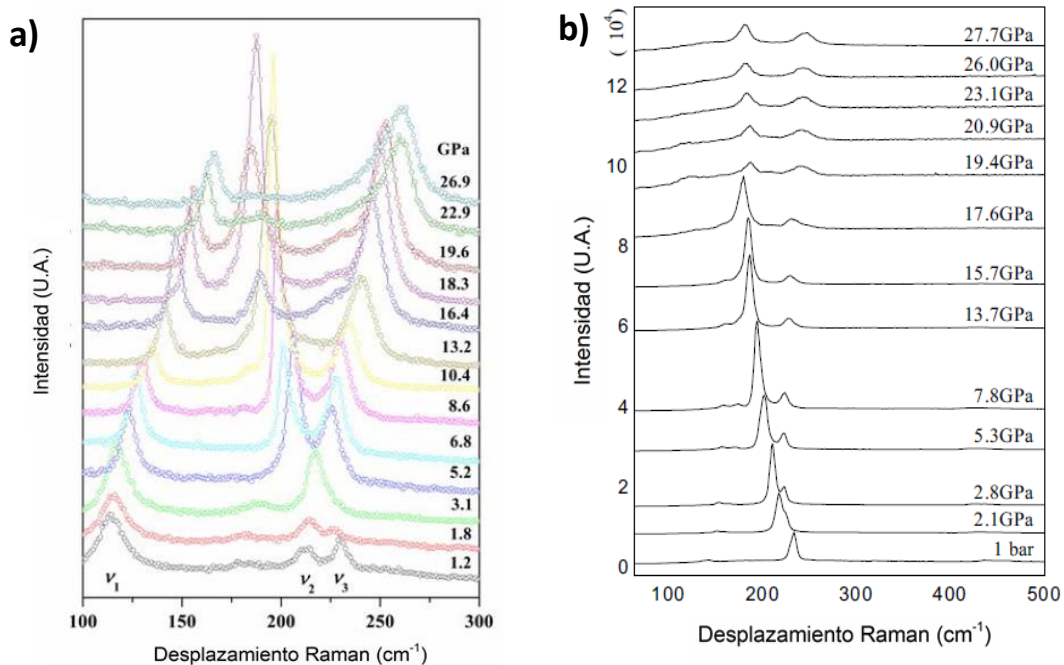 a)
Intensidad (U.A.)
GPa
26.9
22.9
19.6
18.3
16.4
13.2
10.4
8.6
6.8
5.2
3.1
1.8
1.2
ν1
ν2
ν3
100
150
200
250
300
Desplazamiento Raman (cm-1)
b)
( 10⁴)
Intensidad (U.A.)
12
10
8
6
4
2
0
27.7GPa
26.0GPa
23.1GPa
20.9GPa
19.4GPa
17.6GPa
15.7GPa
13.7GPa
7.8GPa
5.3GPa
2.8GPa
2.1GPa
1 bar
100
200
300
400
500
Desplazamiento Raman (cm-1)